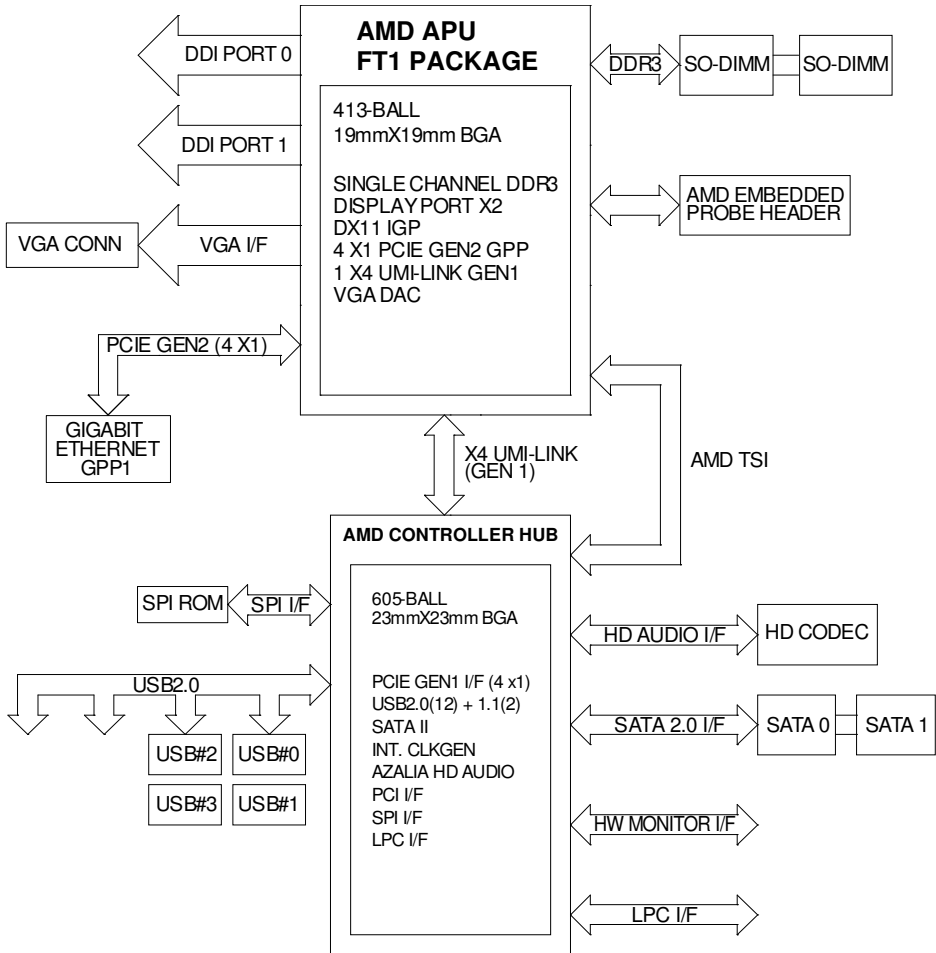 AMD APU
FT1 PACKAGE
413-BALL
19mmX19mm BGA
SINGLE CHANNEL DDR3
DISPLAY PORT X2
DX11 IGP
4 X1 PCIE GEN2 GPP
1 X4 UMI-LINK GEN1
VGA DAC
DDI PORT 0
DDI PORT 1
VGA CONN
VGA I/F
PCIE GEN2 (4 X1)
GIGABIT
ETHERNET
GPP1
DDR3
SO-DIMM
SO-DIMM
AMD EMBEDDED
PROBE HEADER
X4 UMI-LINK
(GEN 1)
AMD TSI
AMD CONTROLLER HUB
605-BALL
23mmX23mm BGA
PCIE GEN1 I/F (4 x1)
USB2.0(12) + 1.1(2)
SATA II
INT. CLKGEN
AZALIA HD AUDIO
PCI I/F
SPI I/F
LPC I/F
SPI ROM
SPI I/F
USB2.0
USB#2
USB#0
USB#3
USB#1
HD AUDIO I/F
HD CODEC
SATA 2.0 I/F
SATA 0
SATA 1
HW MONITOR I/F
LPC I/F